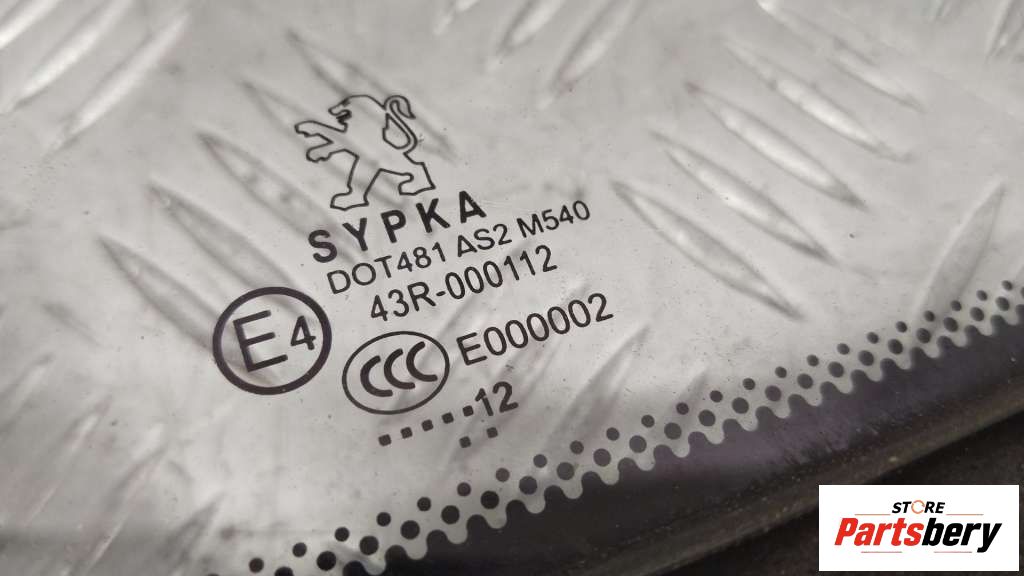 SYPKA
DOT481 AS2 M540
43R-000112
E4
CCC E000002
.....12
STORE
Partsbery